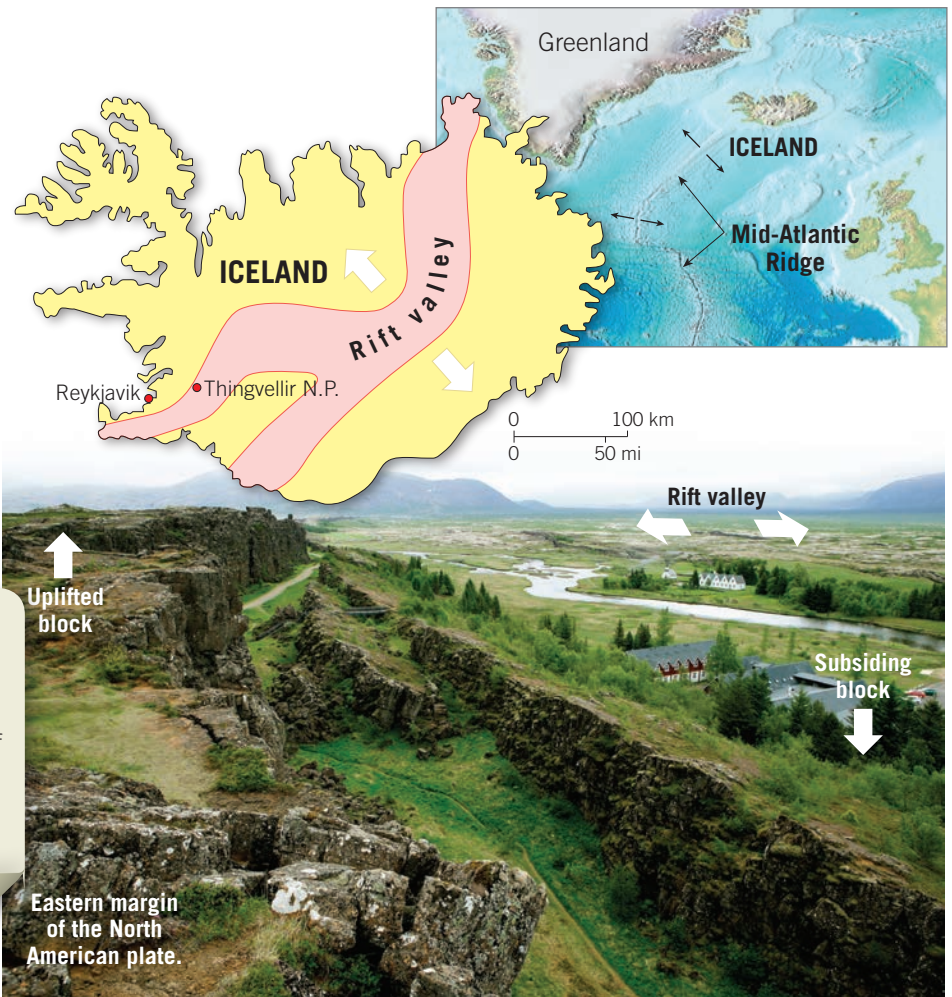 Greenland
ICELAND
Mid-Atlantic
Ridge
ICELAND
Rift valley
Reykjavik
Thingvellir N.P.
0 100 km
0 50 mi
Rift valley
Uplifted
block
Subsiding
block
Eastern margin
of the North
American plate.